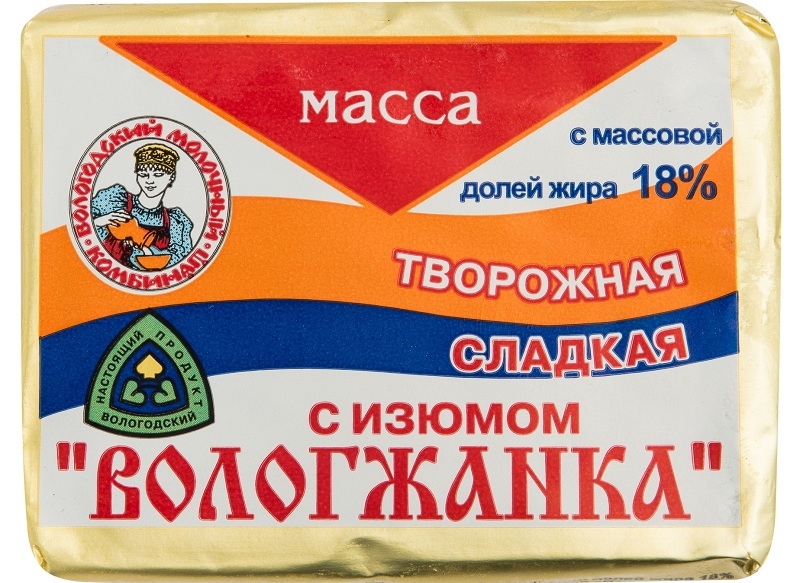 масса
с массовой
долей жира 18%
ВОЛОГОДСКИЙ МОЛОЧНЫЙ
КОМБИНАТ
ТВОРОЖНАЯ
СЛАДКАЯ
НАСТОЯЩИЙ ПРОДУКТ
ВОЛОГОДСКИЙ
С ИЗЮМОМ
"ВОЛОГЖАНКА"